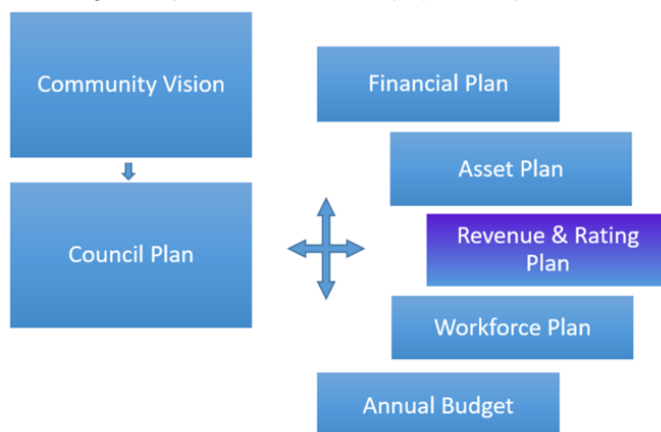 Community Vision
Council Plan
Financial Plan
Asset Plan
Revenue & Rating
Plan
Workforce Plan
Annual Budget